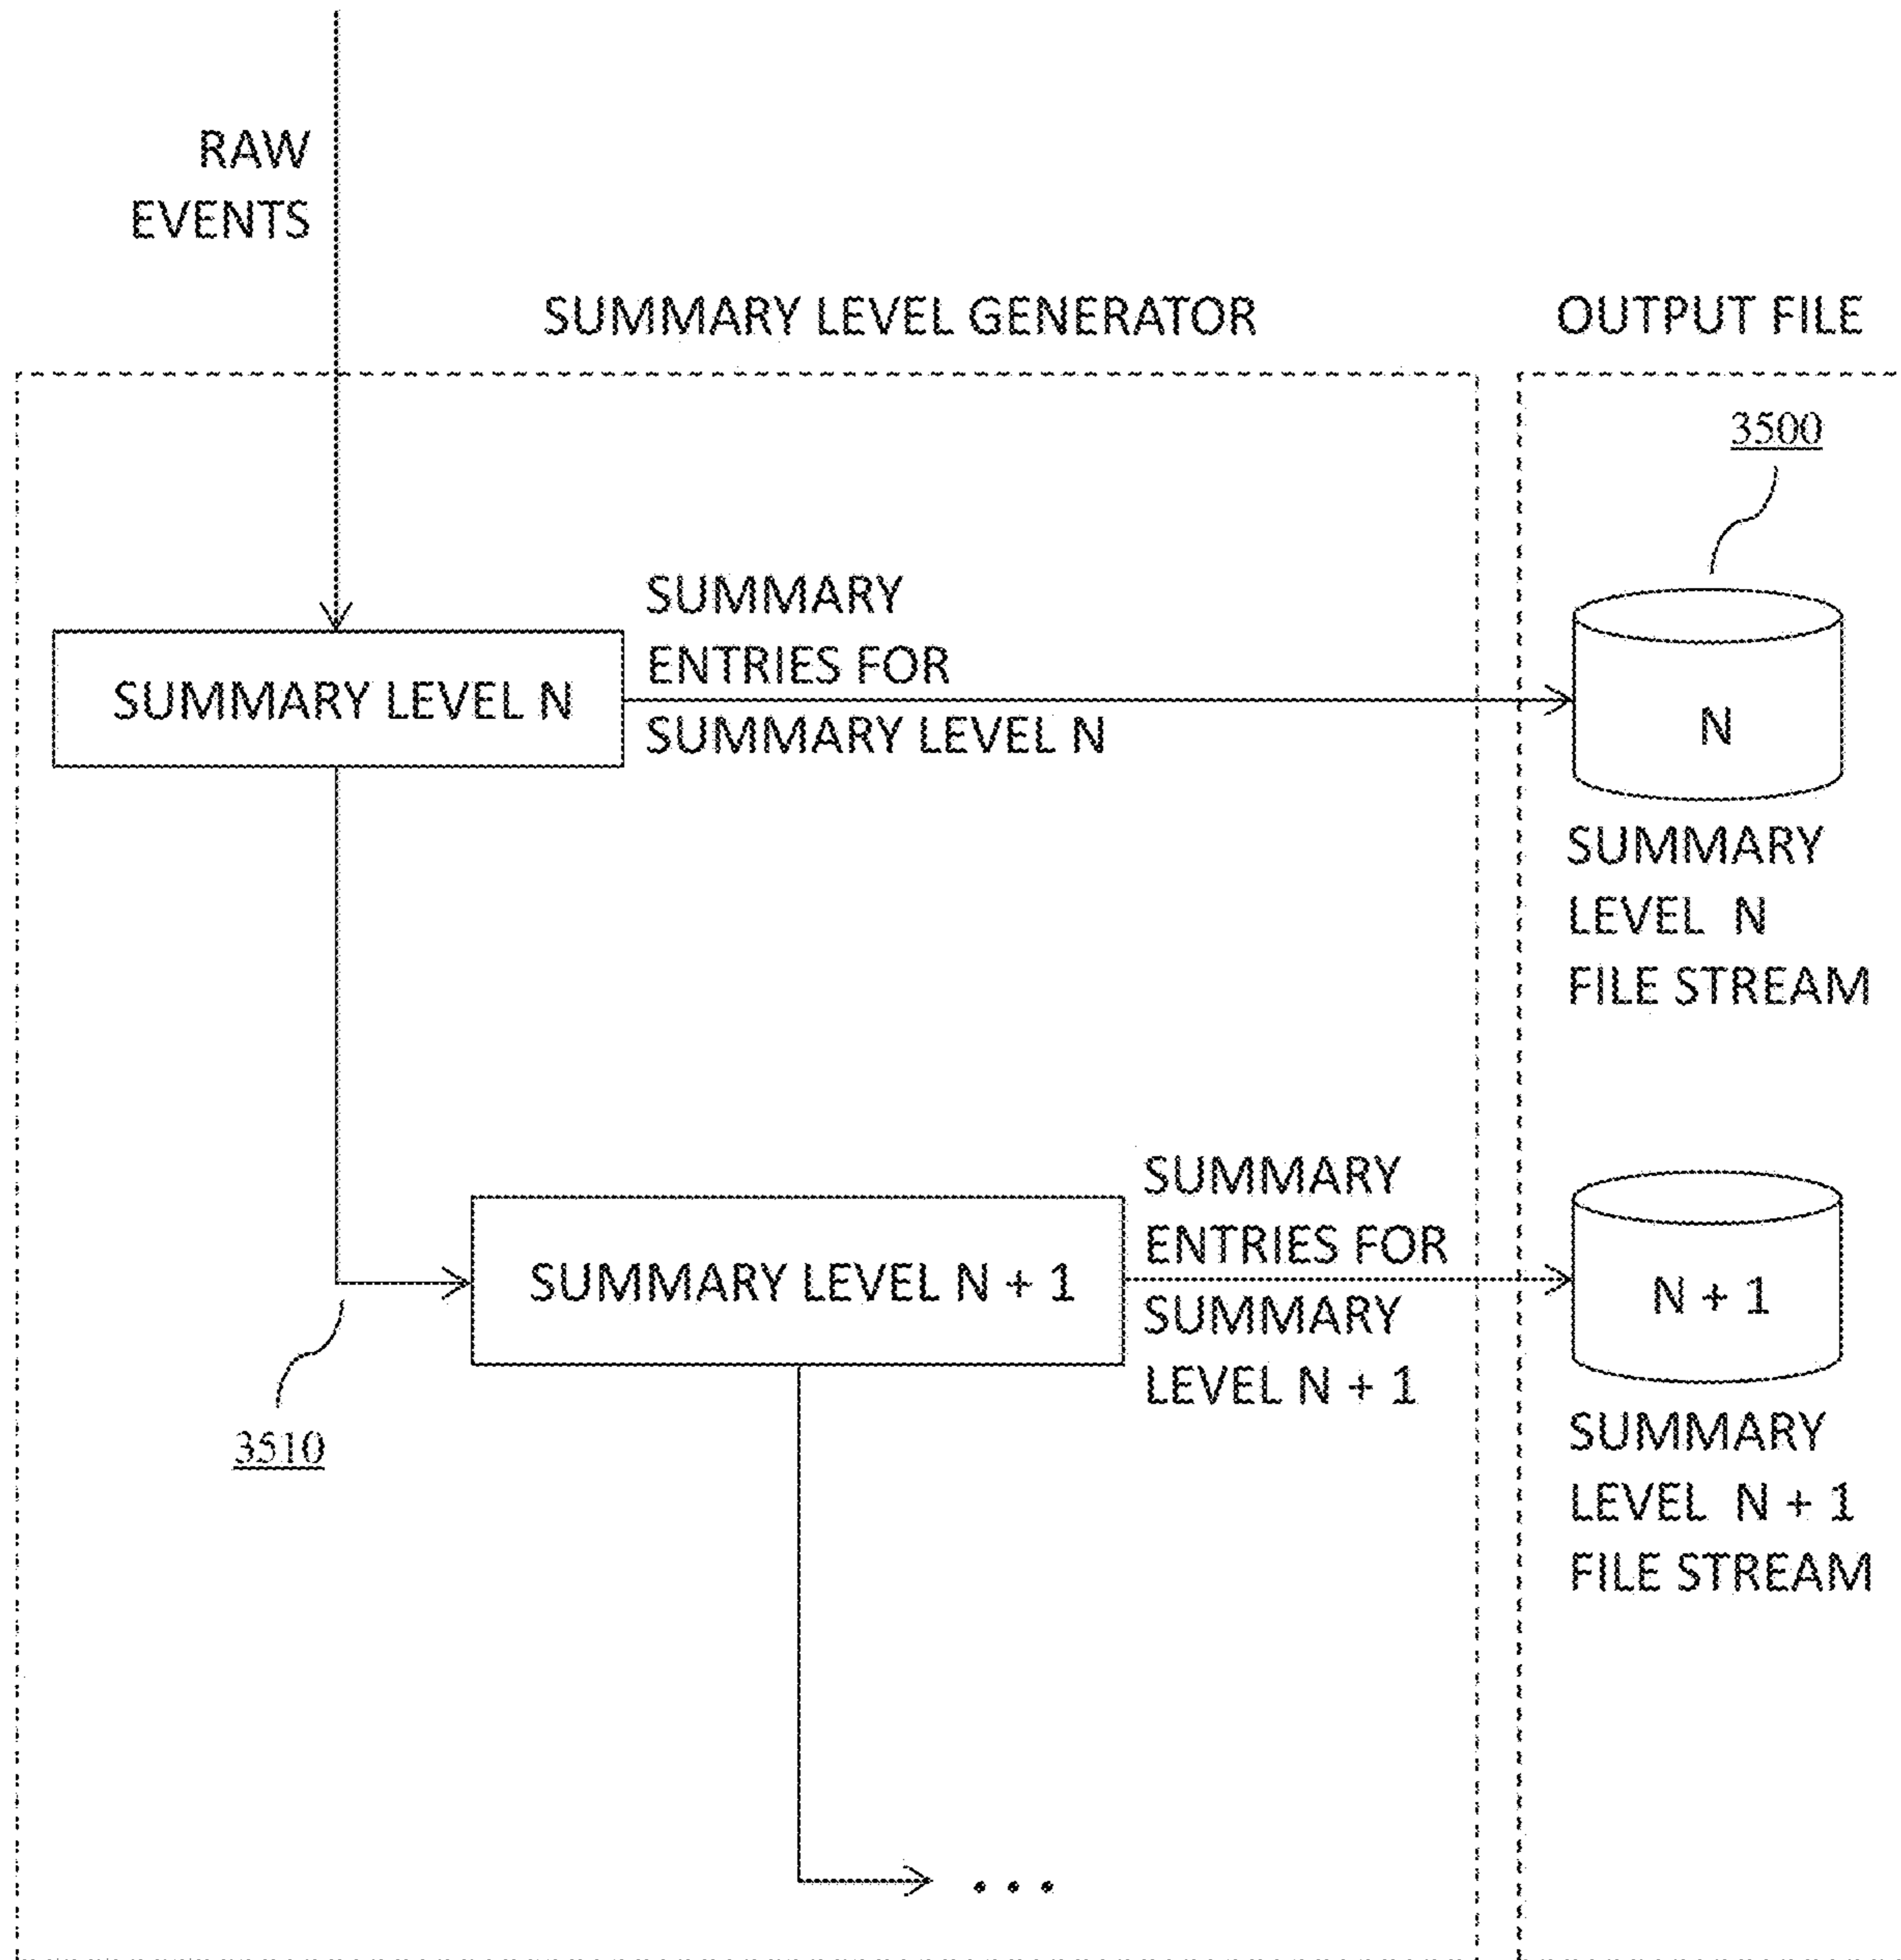 RAW
EVENTS
SUMMARY LEVEL GENERATOR
OUTPUT FILE
3500
SUMMARY
ENTRIES FOR
SUMMARY LEVEL N
SUMMARY LEVEL N
N
SUMMARY
LEVEL N
FILE STREAM
SUMMARY LEVEL N + 1
SUMMARY
ENTRIES FOR
SUMMARY
LEVEL N + 1
N + 1
3510
SUMMARY
LEVEL N + 1
FILE STREAM
...